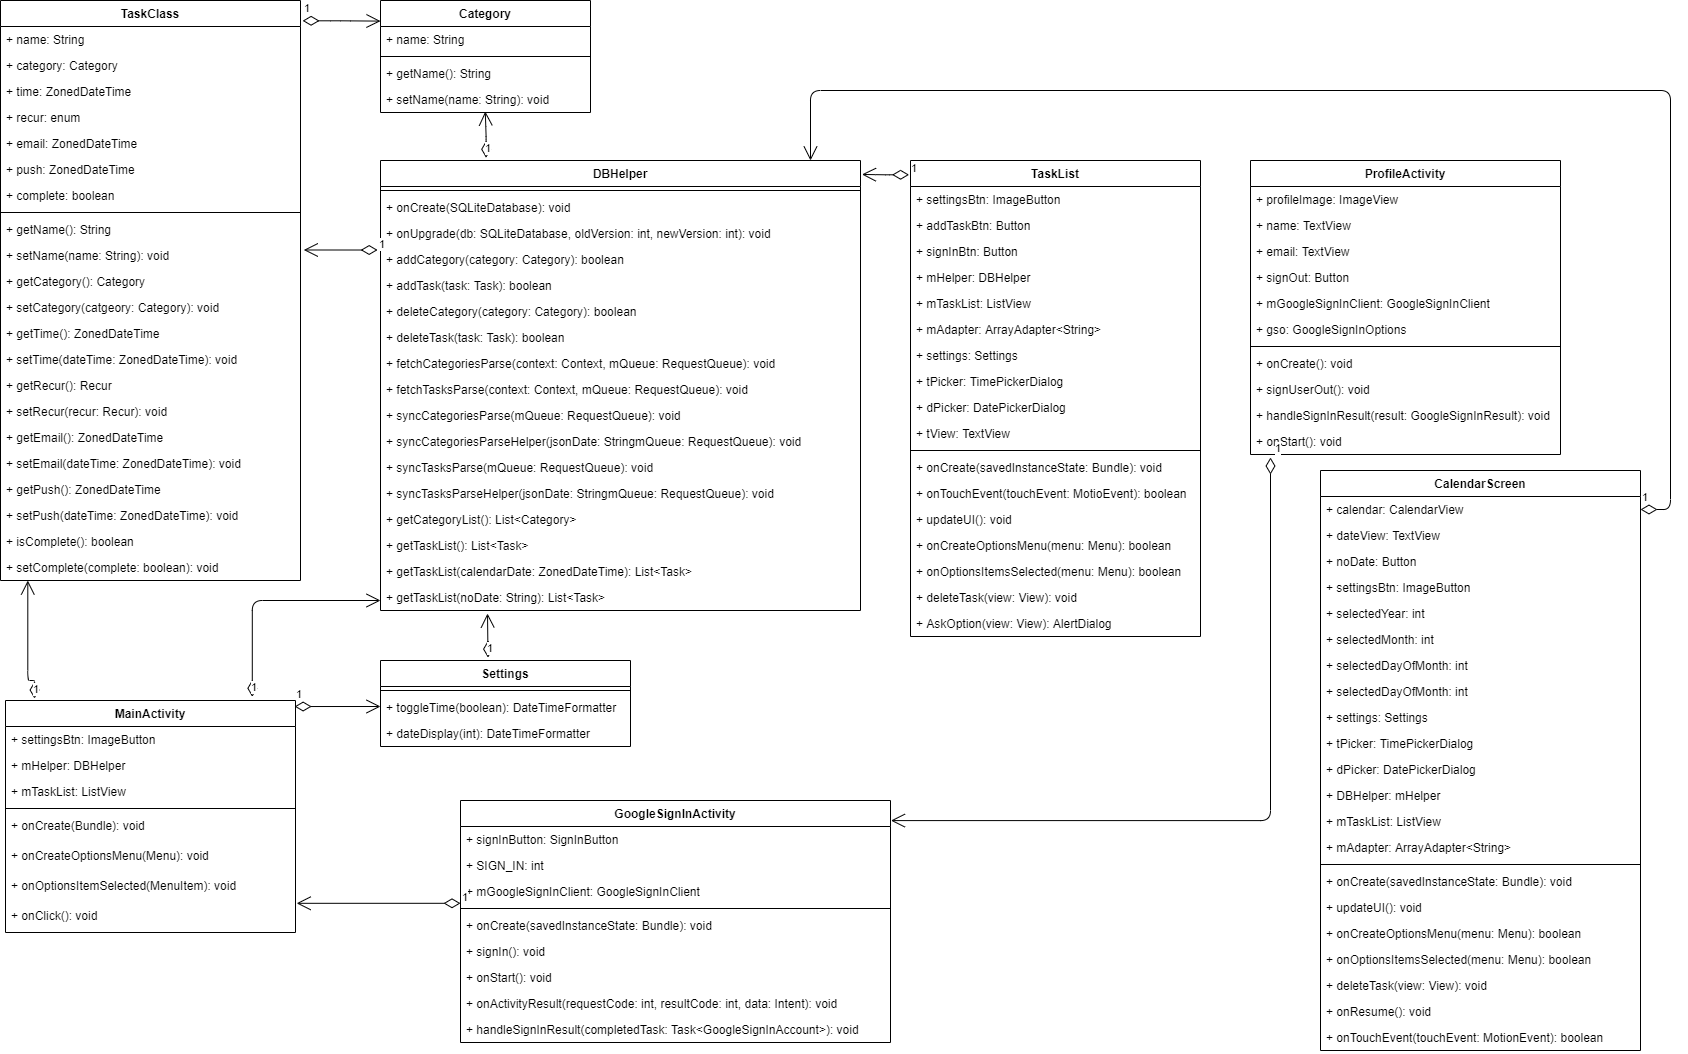 TaskClass
+ name: String
+ category: Category
+ time: ZonedDateTime
+ recur: enum
+ email: ZonedDateTime
+ push: ZonedDateTime
+ complete: boolean
+ getName(): String
+ setName(name: String): void
+ getCategory(): Category
+ setCategory(catgeory: Category): void
+ getTime(): ZonedDateTime
+ setTime(dateTime: ZonedDateTime): void
+ getRecur(): Recur
+ setRecur(recur: Recur): void
+ getEmail(): ZonedDateTime
+ setEmail(dateTime: ZonedDateTime): void
+ getPush(): ZonedDateTime
+ setPush(dateTime: ZonedDateTime): void
+ isComplete(): boolean
+ setComplete(complete: boolean): void
1
Category
+ name: String
+ getName(): String
+ setName(name: String): void
1
DBHelper
+ onCreate(SQLiteDatabase): void
+ onUpgrade(db: SQLiteDatabase, oldVersion: int, newVersion: int): void
1
+ addCategory(category: Category): boolean
+ addTask(task: Task): boolean
+ deleteCategory(category: Category): boolean
+ deleteTask(task: Task): boolean
+ fetchCategoriesParse(context: Context, mQueue: RequestQueue): void
+ fetchTasksParse(context: Context, mQueue: RequestQueue): void
+ syncCategoriesParse(mQueue: RequestQueue): void
+ syncCategoriesParseHelper(jsonDate: StringmQueue: RequestQueue): void
+ syncTasksParse(mQueue: RequestQueue): void
+ syncTasksParseHelper(jsonDate: StringmQueue: RequestQueue): void
+ getCategoryList(): List<Category>
+ getTaskList(): List<Task>
+ getTaskList(calendarDate: ZonedDateTime): List<Task>
+ getTaskList(noDate: String): List<Task>
1
TaskList
+ settingsBtn: ImageButton
+ addTaskBtn: Button
+ signInBtn: Button
+ mHelper: DBHelper
+ mTaskList: ListView
+ mAdapter: ArrayAdapter<String>
+ settings: Settings
+ tPicker: TimePickerDialog
+ dPicker: DatePickerDialog
+ tView: TextView
+ onCreate(savedInstanceState: Bundle): void
+ onTouchEvent(touchEvent: MotioEvent): boolean
+ updateUI(): void
+ onCreateOptionsMenu(menu: Menu): boolean
+ onOptionsItemsSelected(menu: Menu): boolean
+ deleteTask(view: View): void
+ AskOption(view: View): AlertDialog
ProfileActivity
+ profileImage: ImageView
+ name: TextView
+ email: TextView
+ signOut: Button
+ mGoogleSignInClient: GoogleSignInClient
+ gso: GoogleSignInOptions
+ onCreate(): void
+ signUserOut(): void
+ handleSignInResult(result: GoogleSignInResult): void
+ onStart(): void
1
CalendarScreen
1
+ calendar: CalendarView
+ dateView: TextView
+ noDate: Button
+ settingsBtn: ImageButton
+ selectedYear: int
+ selectedMonth: int
+ selectedDayOfMonth: int
+ selectedDayOfMonth: int
+ settings: Settings
+ tPicker: TimePickerDialog
+ dPicker: DatePickerDialog
+ DBHelper: mHelper
+ mTaskList: ListView
+ mAdapter: ArrayAdapter<String>
+ onCreate(savedInstanceState: Bundle): void
+ updateUI(): void
+ onCreateOptionsMenu(menu: Menu): boolean
+ onOptionsItemsSelected(menu: Menu): boolean
+ deleteTask(view: View): void
+ onResume(): void
+ onTouchEvent(touchEvent: MotionEvent): boolean
1
Settings
+ toggleTime(boolean): DateTimeFormatter
+ dateDisplay(int): DateTimeFormatter
1
1
1
MainActivity
+ settingsBtn: ImageButton
+ mHelper: DBHelper
+ mTaskList: ListView
+ onCreate(Bundle): void
+ onCreateOptionsMenu(Menu): void
+ onOptionsItemSelected(MenuItem): void
+ onClick(): void
GoogleSignInActivity
+ signInButton: SignInButton
+ SIGN_IN: int
+ mGoogleSignInClient: GoogleSignInClient
1
+ onCreate(savedInstanceState: Bundle): void
+ signIn(): void
+ onStart(): void
+ onActivityResult(requestCode: int, resultCode: int, data: Intent): void
+ handleSignInResult(completedTask: Task<GoogleSignInAccount>): void